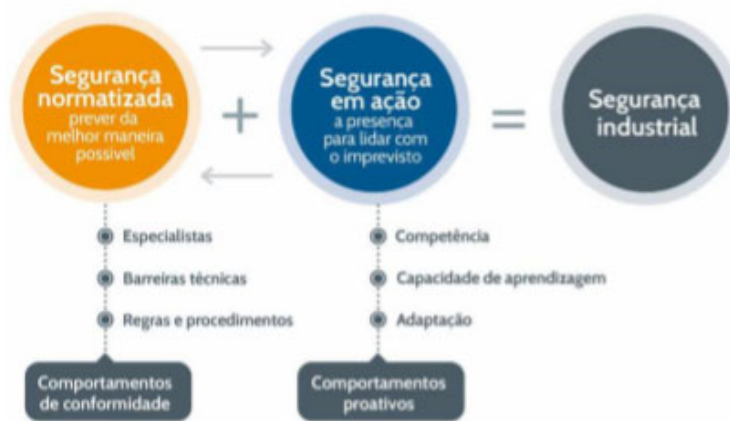 Segurança
normatizada
prever da
melhor maneira
possivel
+
Segurança
em ação
a presença
para lidar com
o imprevisto
=
Segurança
industrial
Especialistas
Barreiras técnicas
Regras e procedimentos
Comportamentos
de conformidade
Competência
Capacidade de aprendizagem
Adaptação
Comportamentos
proativos